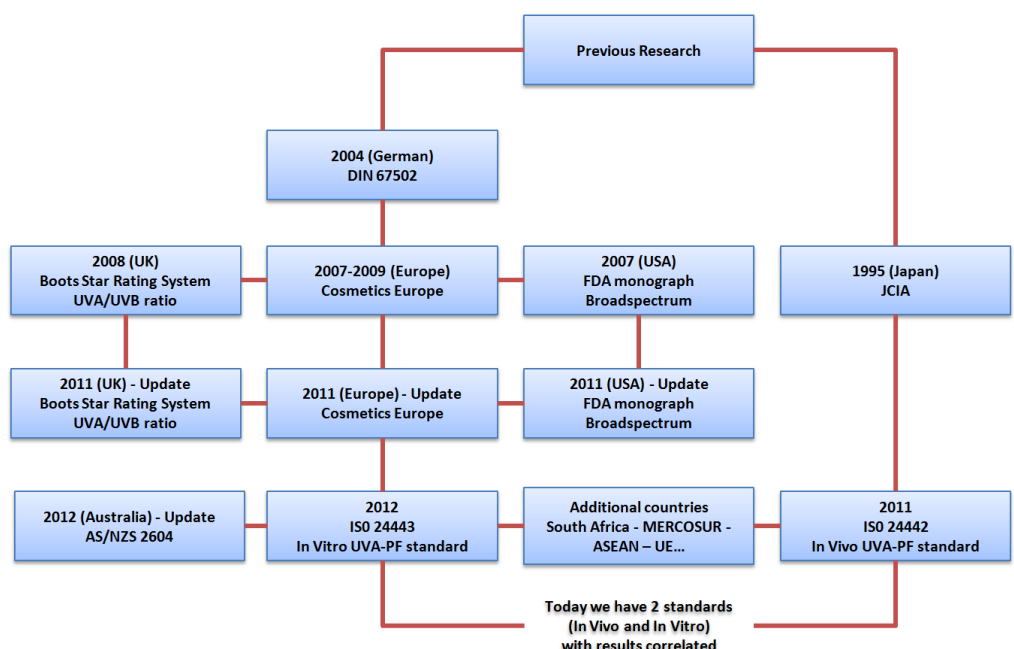 Previous Research
2004 (German)
DIN 67502
2008 (UK)
Boots Star Rating System
UVA/UVB ratio
2007-2009 (Europe)
Cosmetics Europe
2007 (USA)
FDA monograph
Broadspectrum
1995 (Japan)
JCIA
2011 (UK) - Update
Boots Star Rating System
UVA/UVB ratio
2011 (Europe) - Update
Cosmetics Europe
2011 (USA) - Update
FDA monograph
Broadspectrum
2012 (Australia) - Update
AS/NZS 2604
2012
IS0 24443
In Vitro UVA-PF standard
Additional countries
South Africa - MERCOSUR -
ASEAN – UE...
2011
IS0 24442
In Vivo UVA-PF standard
Today we have 2 standards
(In Vivo and In Vitro)
with results correlated